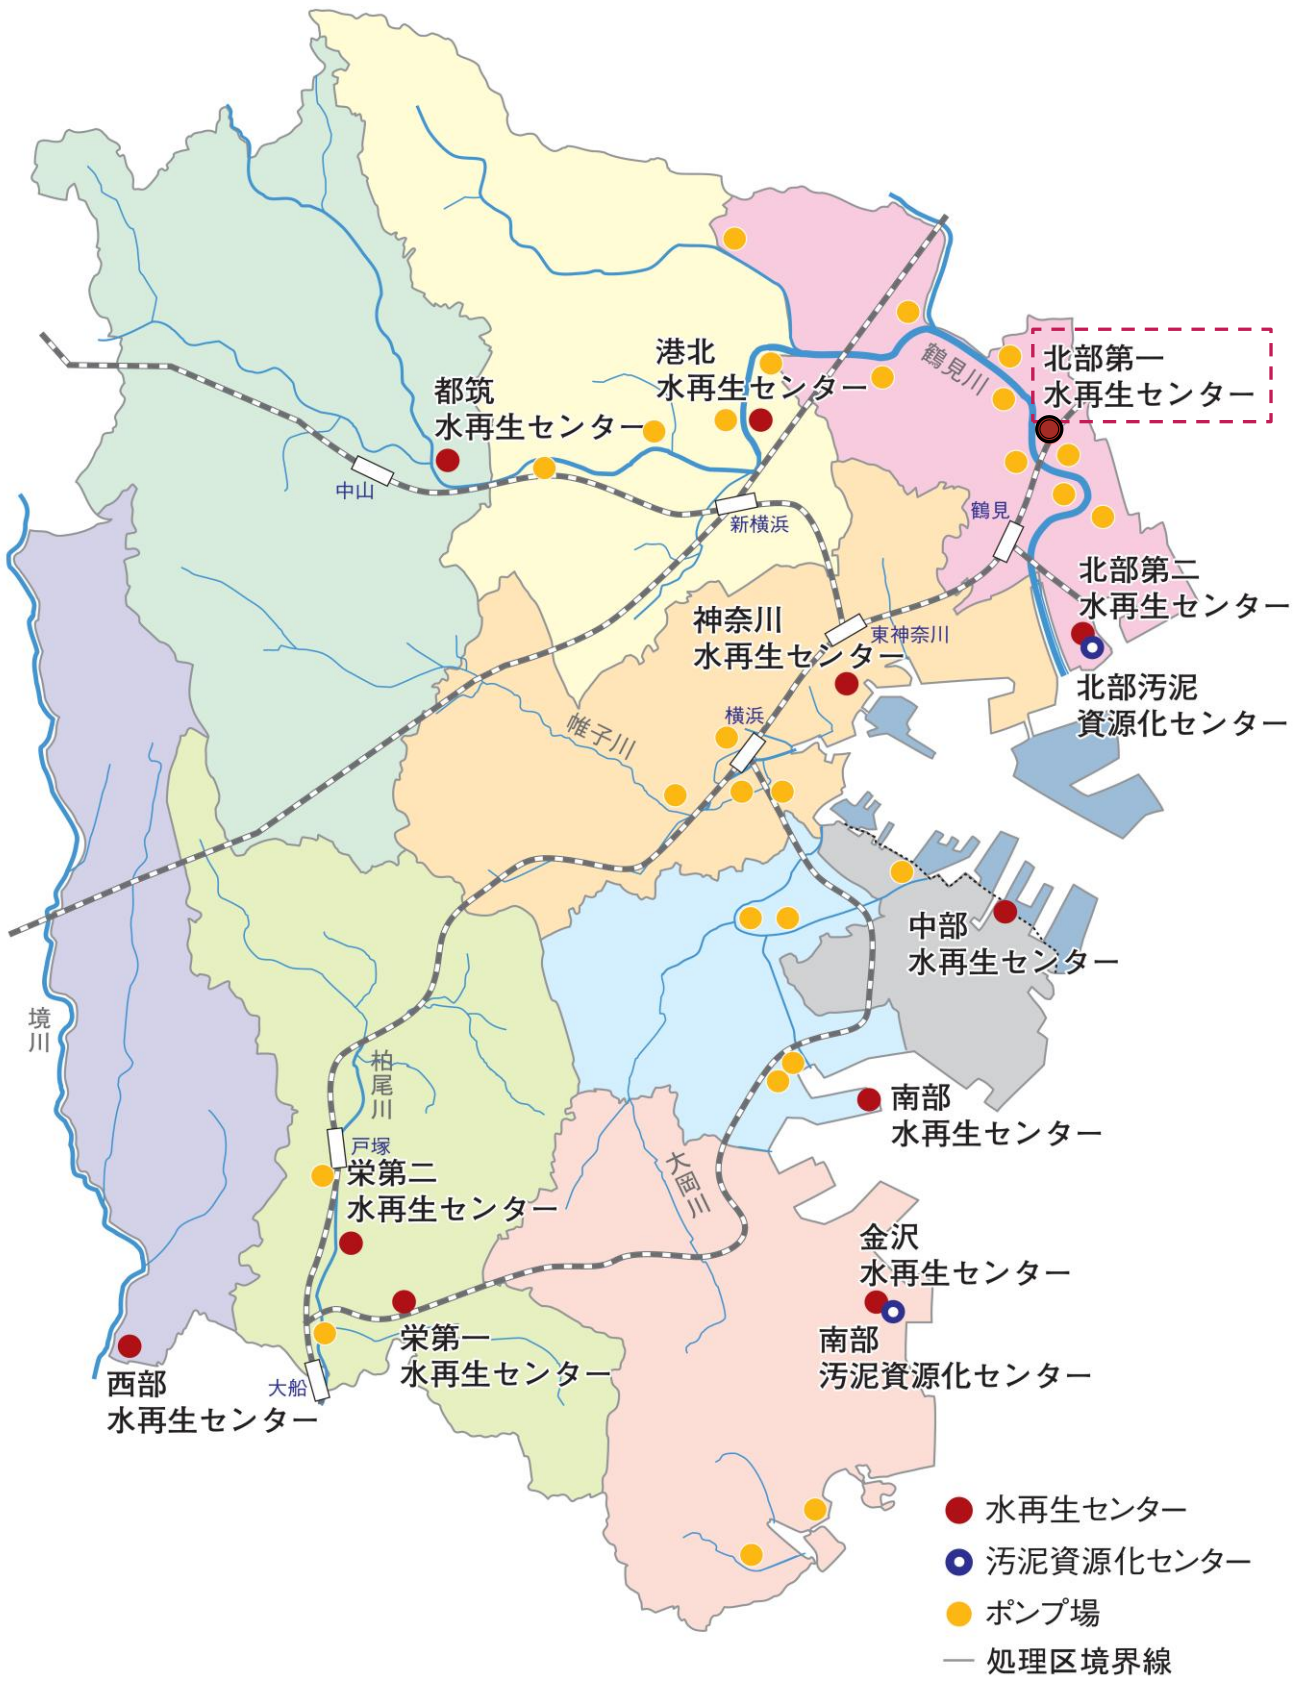 北部第一
水再生センター
鶴見川
港北
水再生センター
都筑
水再生センター
中山
新横浜
鶴見
北部第二
水再生センター
神奈川
水再生センター
東神奈川
北部汚泥
資源化センター
横浜
帷子川
中部
水再生センター
境川
柏尾川
南部
水再生センター
戸塚
栄第二
水再生センター
大岡川
金沢
水再生センター
南部
汚泥資源化センター
栄第一
水再生センター
大船
西部
水再生センター
水再生センター
汚泥資源化センター
ポンプ場
処理区境界線